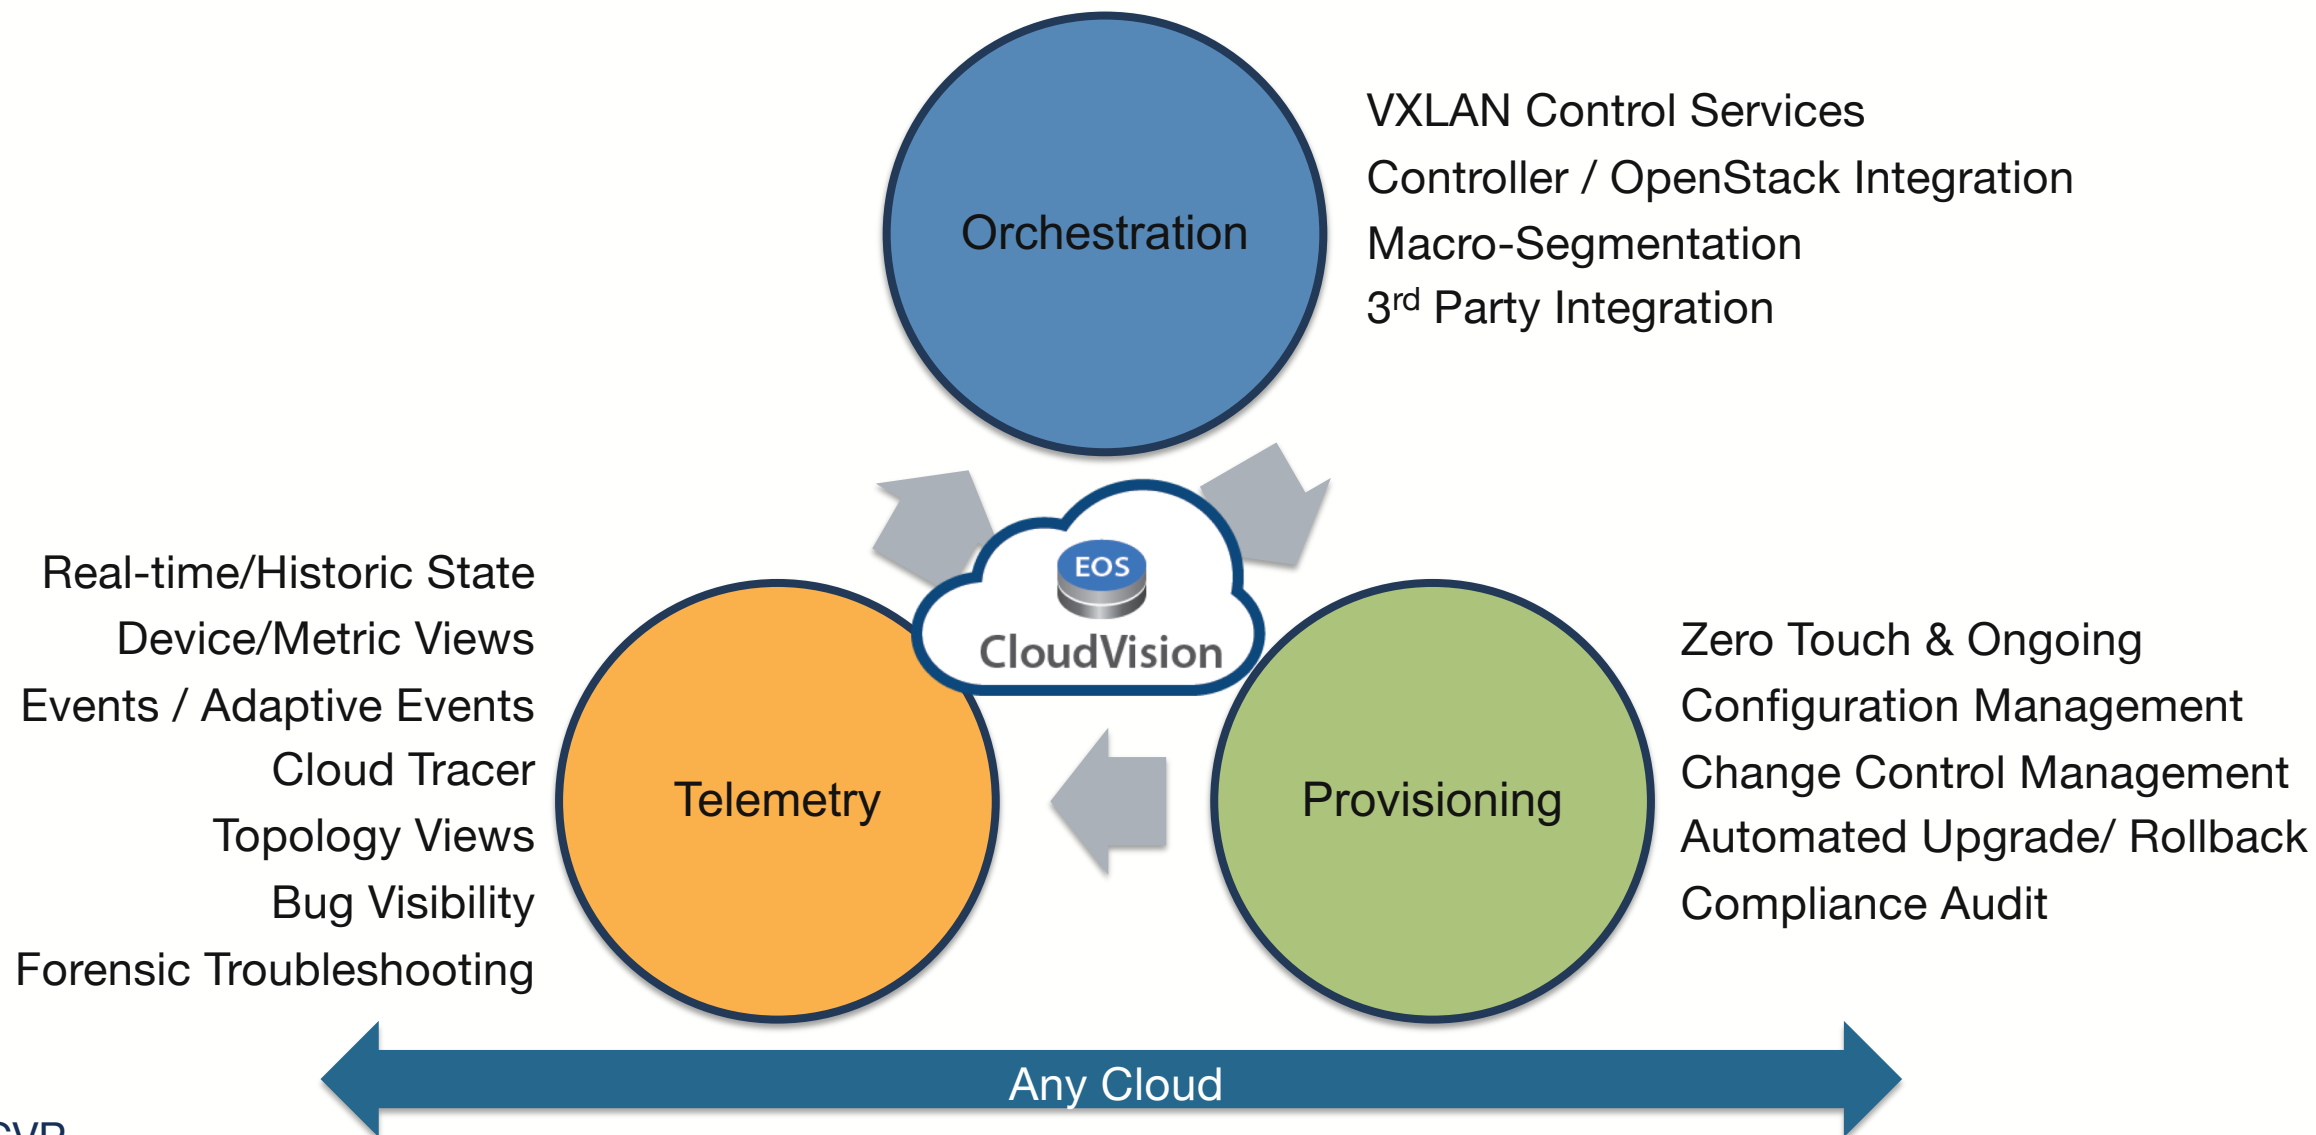 Orchestration
VXLAN Control Services
Controller / OpenStack Integration
Macro-Segmentation
3rd Party Integration
EOS
CloudVision
Real-time/Historic State
Device/Metric Views
Events / Adaptive Events
Cloud Tracer
Topology Views
Bug Visibility
Forensic Troubleshooting
Telemetry
Provisioning
Zero Touch & Ongoing
Configuration Management
Change Control Management
Automated Upgrade/ Rollback
Compliance Audit
Any Cloud